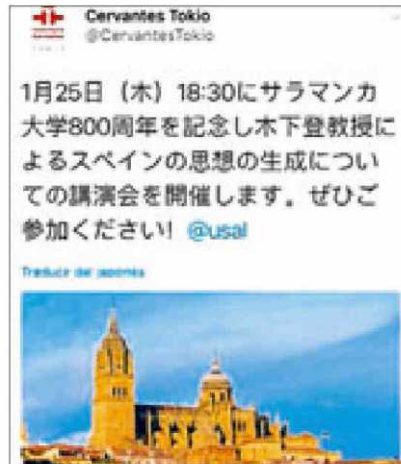 Cervantes Tokio
@CervantesTokio
1月25日（木）18:30にサラマンカ
大学800周年を記念し木下登教授に
よるスペインの思想の生成につい
ての講演会を開催します。ぜひご
参加ください! @usal
Traducir del japonés